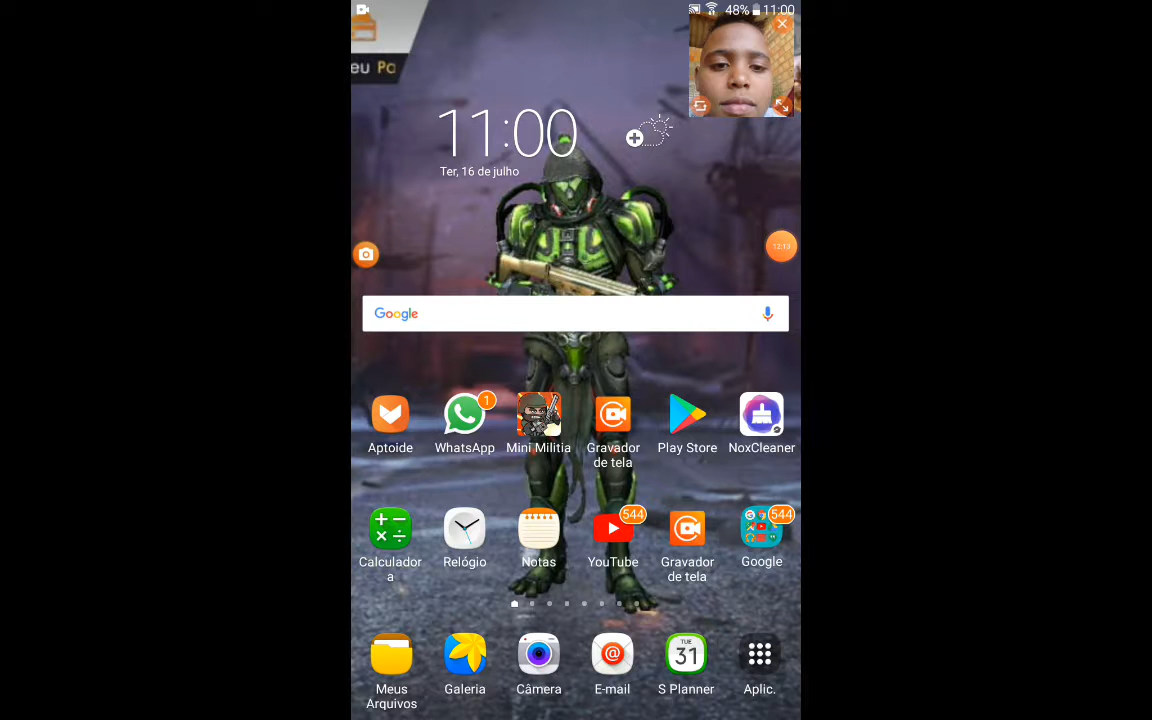 48% 11:00
eu Po
11:00
Ter, 16 de julho
12:13
Google
1
Aptoide WhatsApp Mini Militia Gravador de tela Play Store NoxCleaner
544 544
Calculadora Relógio Notas YouTube Gravador de tela Google
TUE
31
Meus Arquivos Galeria Câmera E-mail S Planner Aplic.